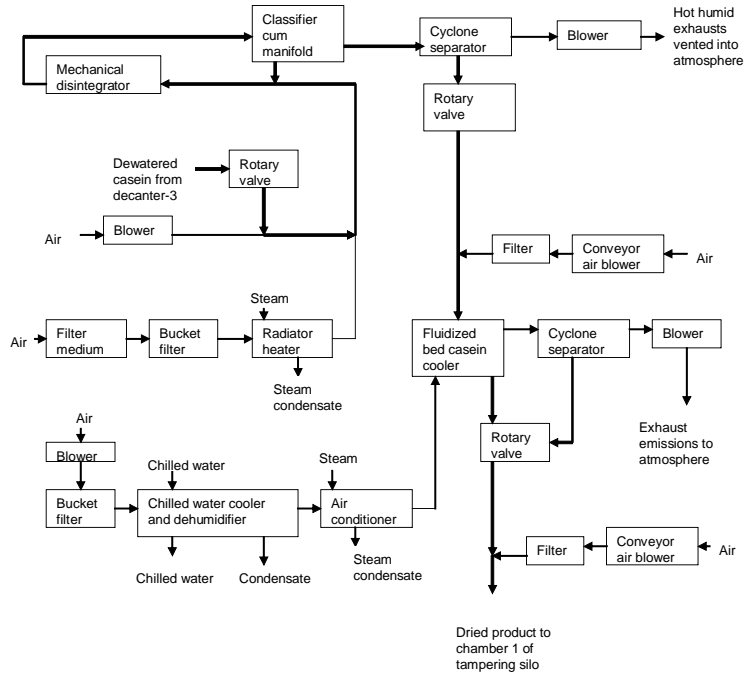 Classifier
cum
manifold
Cyclone
separator
Blower
Hot humid
exhausts
vented into
atmosphere
Mechanical
disintegrator
Rotary
valve
Dewatered
casein from
decanter-3
Rotary
valve
Air
Blower
Filter
Conveyor
air blower
Air
Steam
Air
Filter
medium
Bucket
filter
Radiator
heater
Fluidized
bed casein
cooler
Cyclone
separator
Blower
Steam
condensate
Air
Blower
Rotary
valve
Exhaust
emissions to
atmosphere
Chilled water
Steam
Bucket
filter
Chilled water cooler
and dehumidifier
Air
conditioner
Steam
condensate
Chilled water
Condensate
Filter
Conveyor
air blower
Air
Dried product to
chamber 1 of
tampering silo